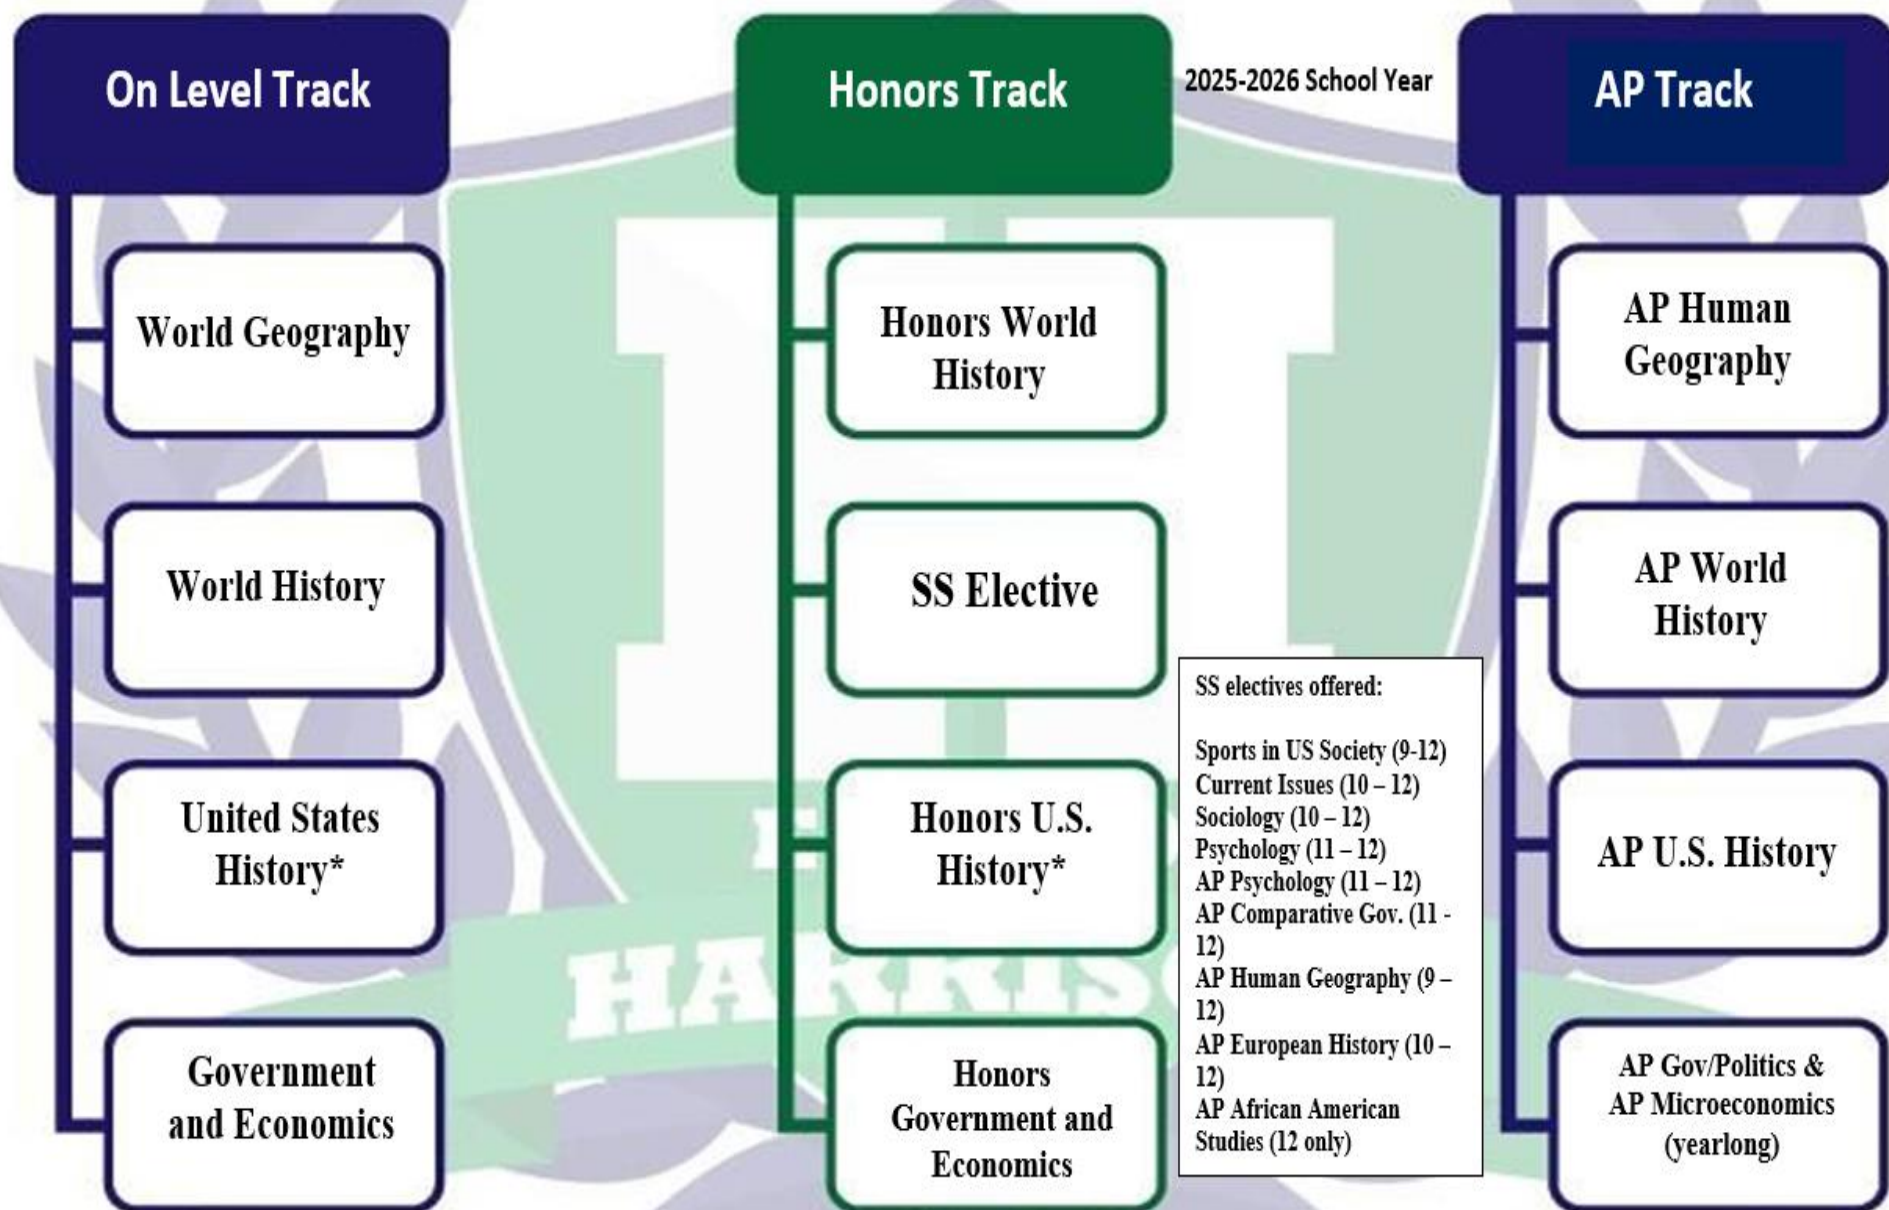 On Level Track
World Geography
World History
United States
History*
Government
and Economics
Honors Track
Honors World
History
SS Elective
Honors U.S.
History*
Honors
Government and
Economics
2025-2026 School Year
SS electives offered:
Sports in US Society (9-12)
Current Issues (10 – 12)
Sociology (10 – 12)
Psychology (11 – 12)
AP Psychology (11 – 12)
AP Comparative Gov. (11 -
12)
AP Human Geography (9 –
12)
AP European History (10 –
12)
AP African American
Studies (12 only)
AP Track
AP Human
Geography
AP World
History
AP U.S. History
AP Gov/Politics &
AP Microeconomics
(yearlong)